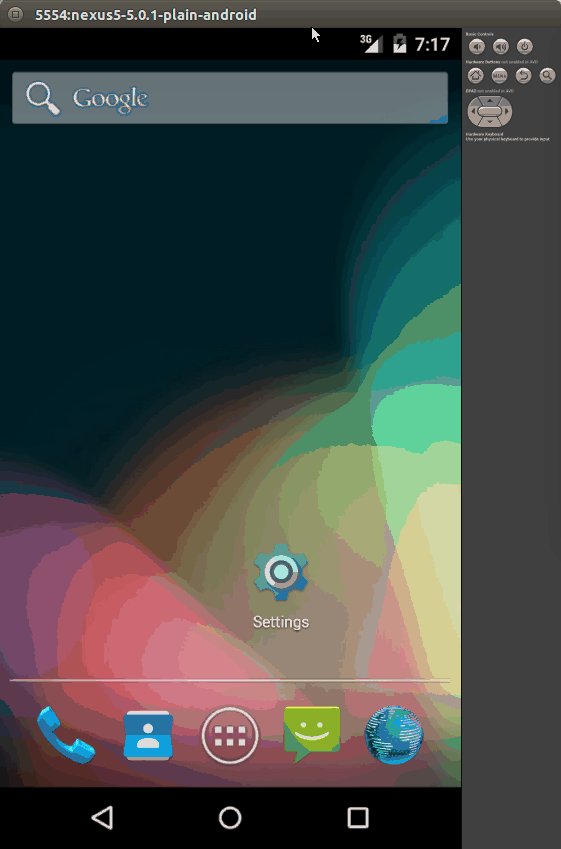 5554:nexus5-5.0.1-plain-android
3G
7:17
Google
Settings
Basic Controls
Hardware Buttons not enabled in AVD
MENU
DPAD not enabled in AVD
Hardware Keyboard
Use your physical keyboard to provide input